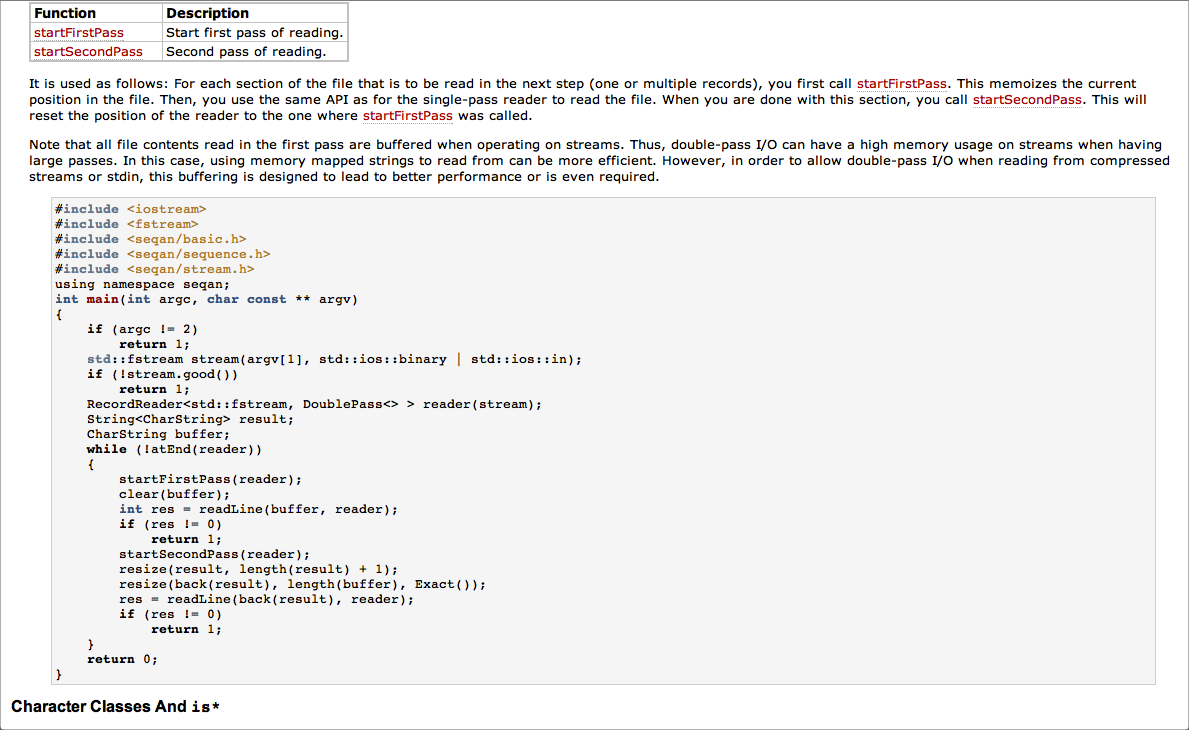 Function Description
startFirstPass Start first pass of reading.
startSecondPass Second pass of reading.
It is used as follows: For each section of the file that is to be read in the next step (one or multiple records), you first call startFirstPass. This memoizes the current
position in the file. Then, you use the same API as for the single-pass reader to read the file. When you are done with this section, you call startSecondPass. This will
reset the position of the reader to the one where startFirstPass was called.
Note that all file contents read in the first pass are buffered when operating on streams. Thus, double-pass I/O can have a high memory usage on streams when having
large passes. In this case, using memory mapped strings to read from can be more efficient. However, in order to allow double-pass I/O when reading from compressed
streams or stdin, this buffering is designed to lead to better performance or is even required.
#include <iostream>
#include <fstream>
#include <seqan/basic.h>
#include <seqan/sequence.h>
#include <seqan/stream.h>
using namespace seqan;
int main(int argc, char const ** argv)
{
    if (argc != 2)
        return 1;
    std::fstream stream(argv[1], std::ios::binary | std::ios::in);
    if (!stream.good())
        return 1;
    RecordReader<std::fstream, DoublePass<> > reader(stream);
    String<CharString> result;
    CharString buffer;
    while (!atEnd(reader))
    {
        startFirstPass(reader);
        clear(buffer);
        int res = readLine(buffer, reader);
        if (res != 0)
            return 1;
        startSecondPass(reader);
        resize(result, length(result) + 1);
        resize(back(result), length(buffer), Exact());
        res = readLine(back(result), reader);
        if (res != 0)
            return 1;
    }
    return 0;
}
Character Classes And is*